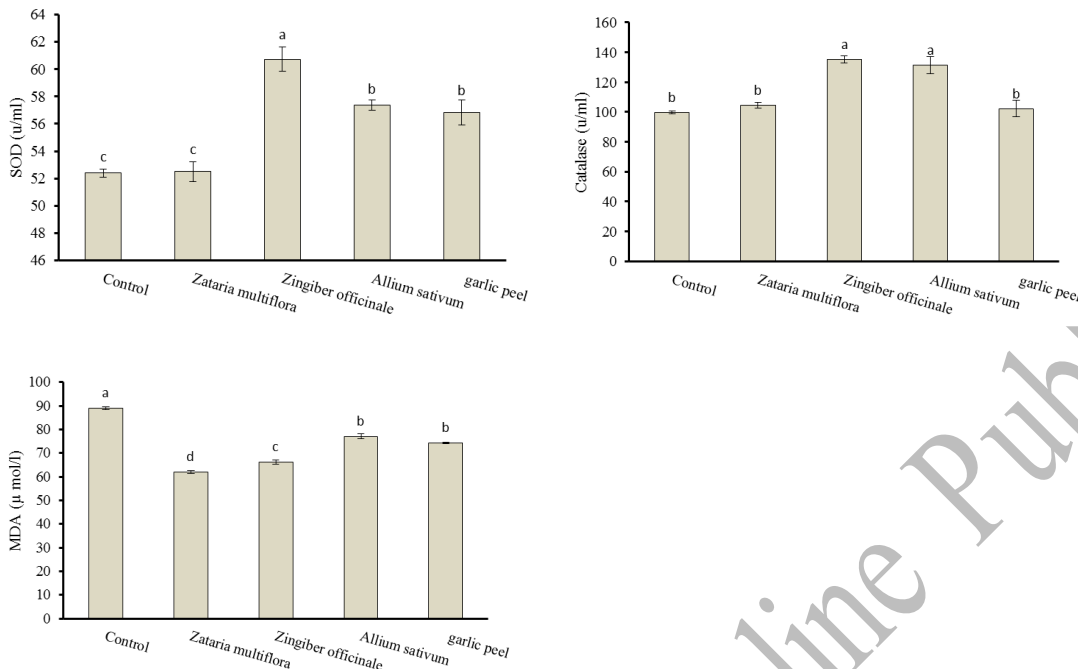 SOD (u/ml)
64
62
60
58
56
54
52
50
48
46
c
c
a
b
b
Control
Zataria multiflora
Zingiber officinale
Allium sativum
garlic peel
Catalase (u/ml)
160
140
120
100
80
60
40
20
0
b
b
a
a
b
Control
Zataria multiflora
Zingiber officinale
Allium sativum
garlic peel
MDA (µ mol/l)
100
90
80
70
60
50
40
30
20
10
0
a
d
c
b
b
Control
Zataria multiflora
Zingiber officinale
Allium sativum
garlic peel
line Pub